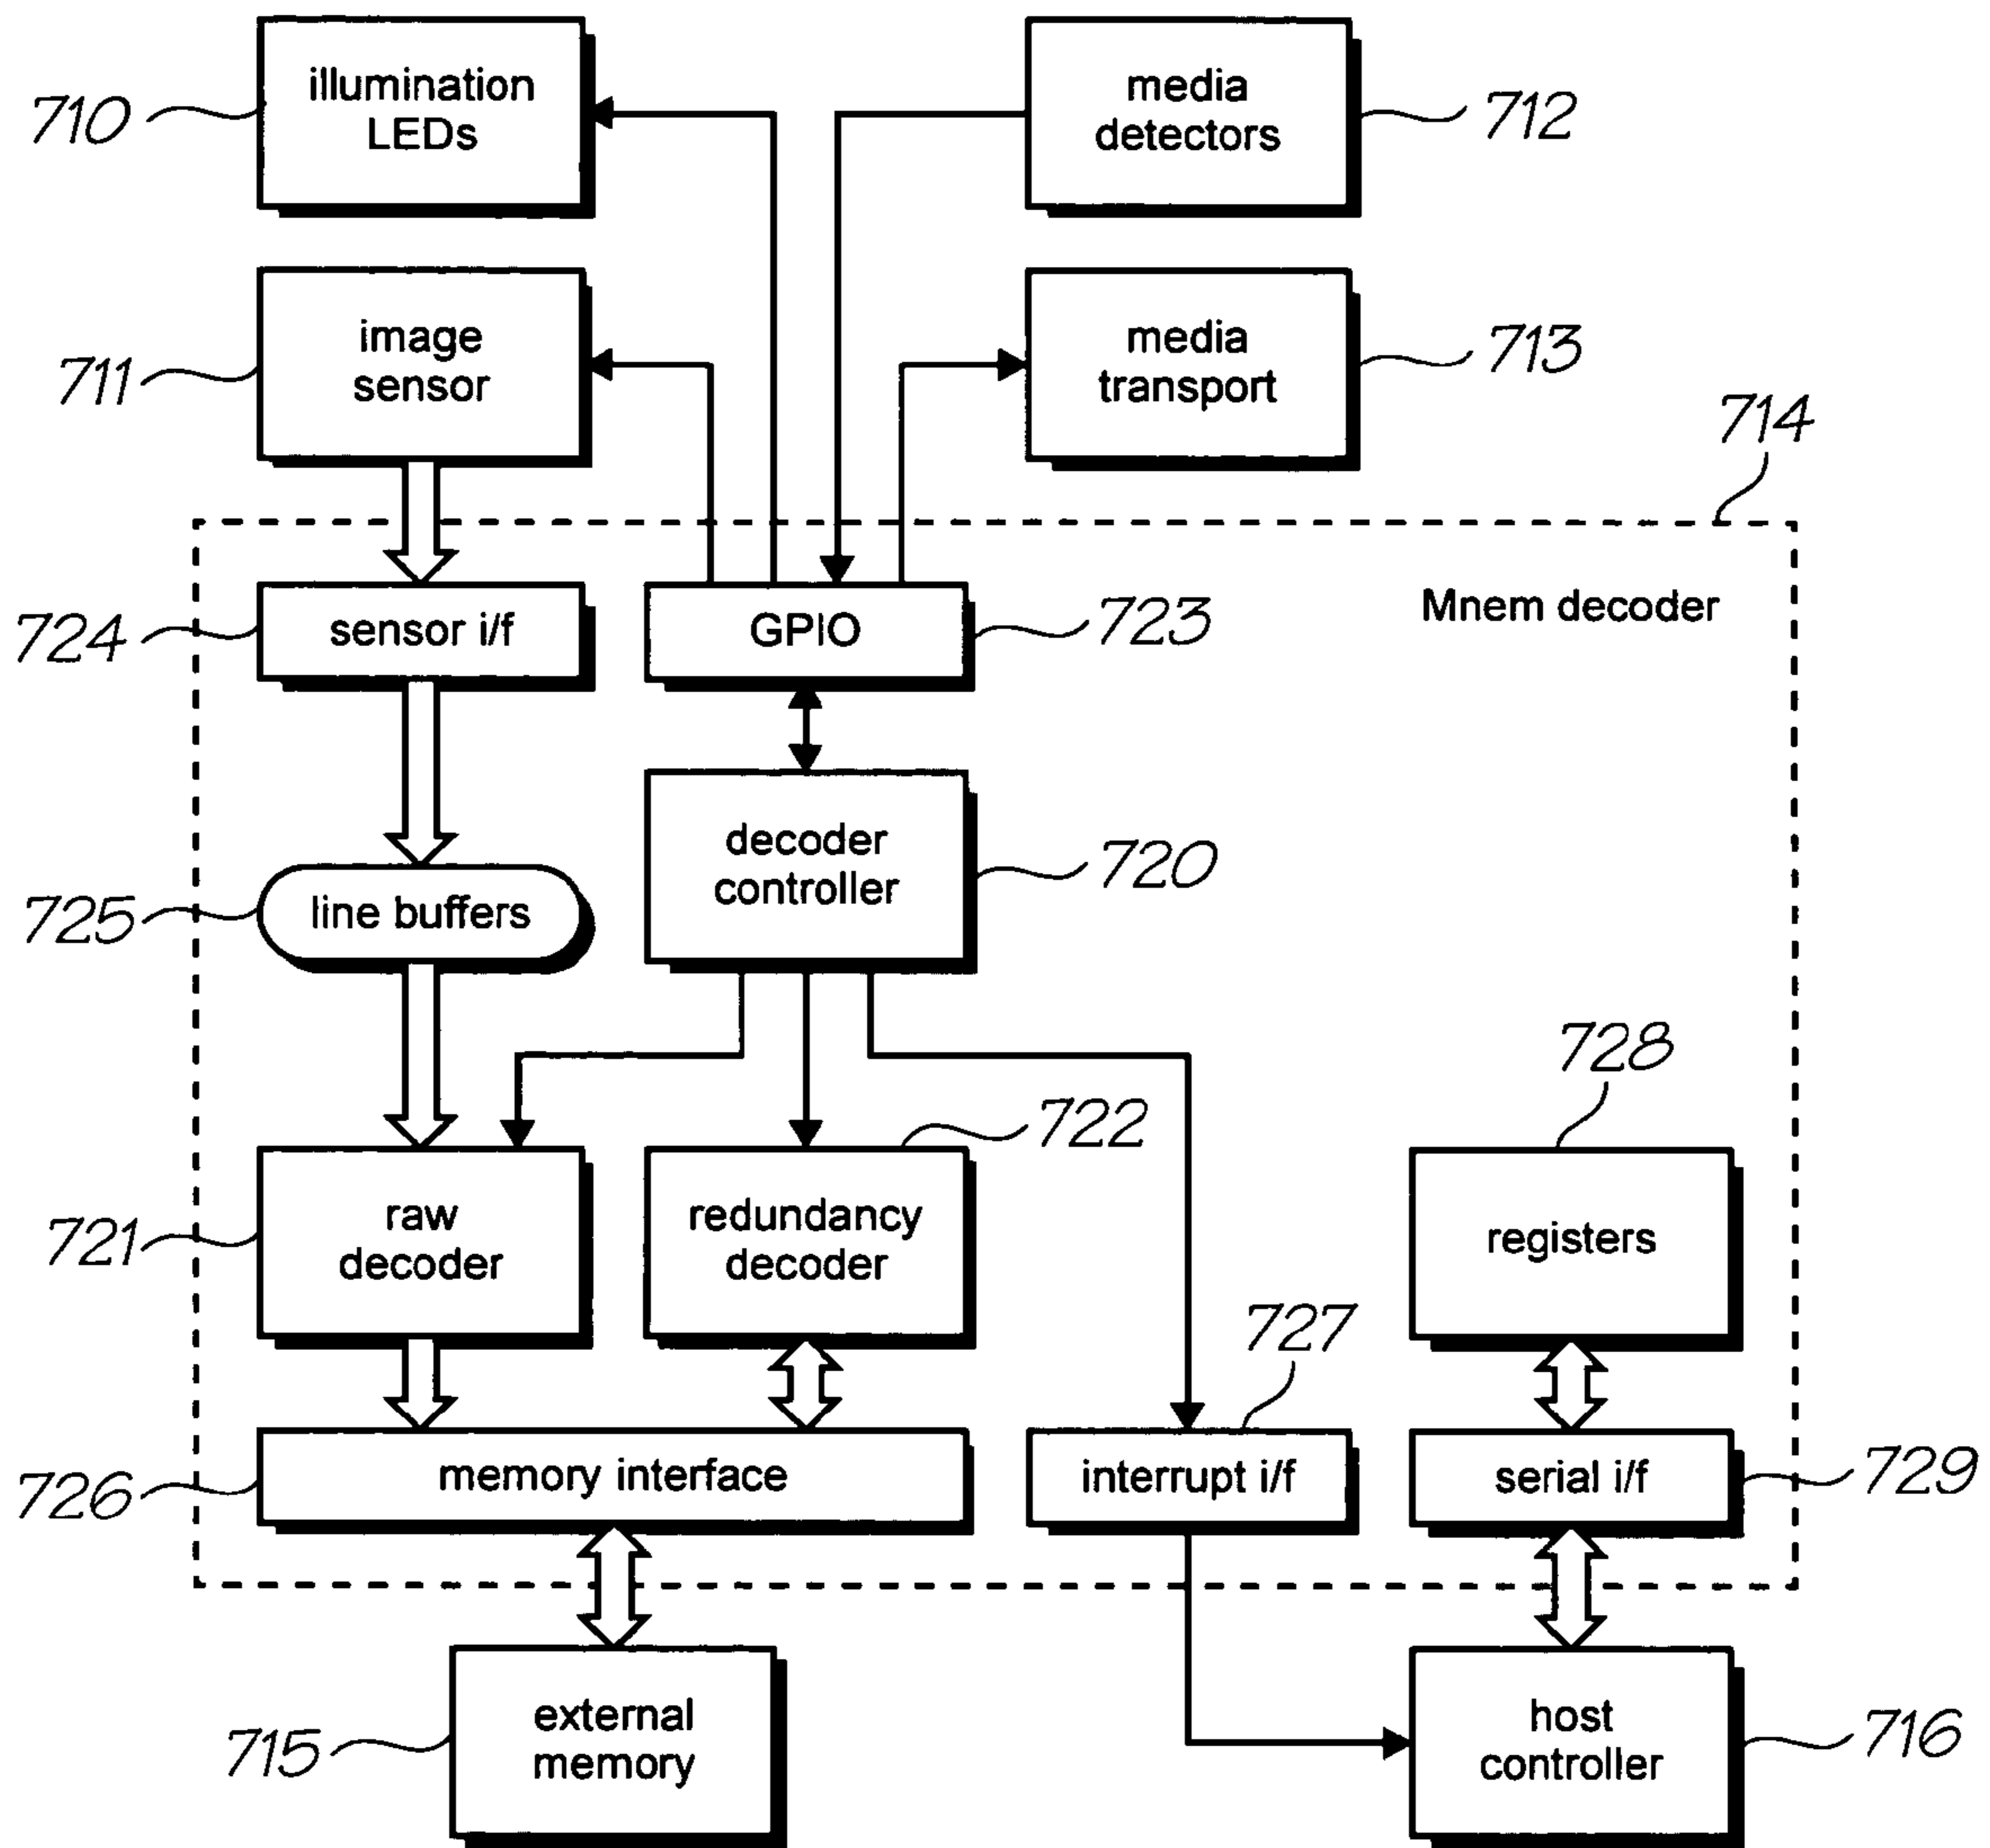 illumination
LEDs
710
media
detectors
712
image
sensor
711
media
transport
713
714
Mnem decoder
sensor i/f
724
GPIO
723
decoder
controller
720
line buffers
725
728
722
raw
decoder
721
redundancy
decoder
registers
727
memory interface
726
interrupt i/f
serial i/f
729
external
memory
715
host
controller
716